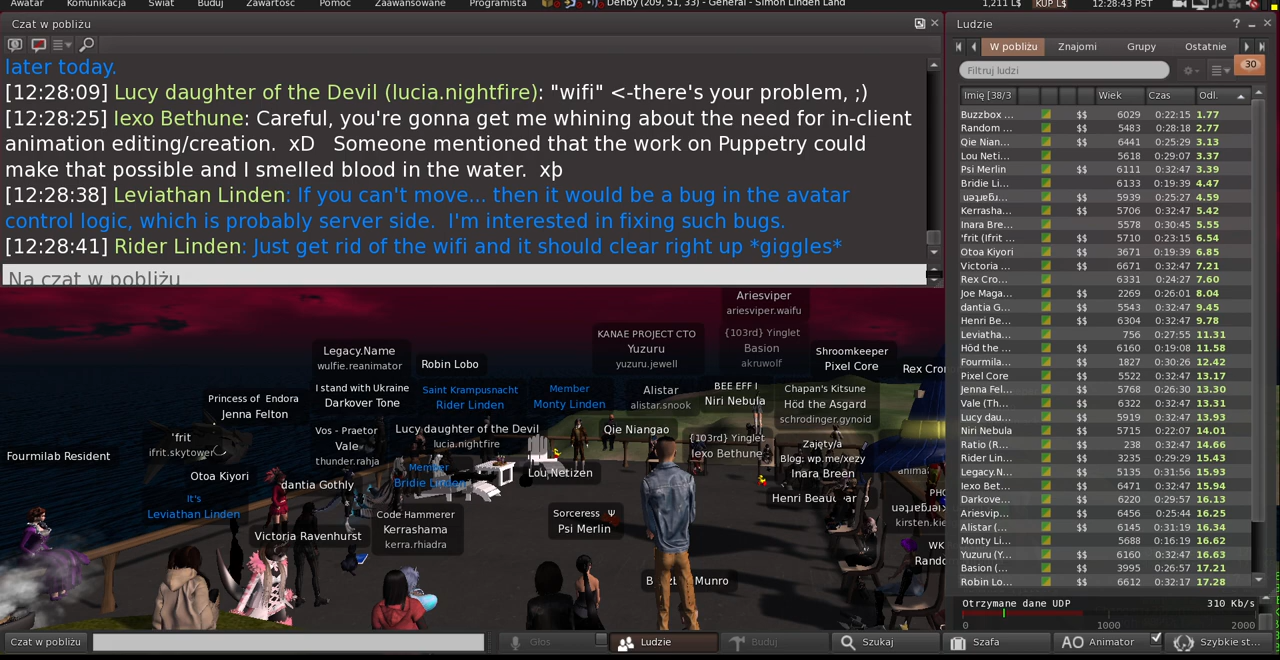 Awatar Komunikacja Świat Buduj Zawartość Pomoc Zaawansowane Programista Denby (209, 51, 33) - General - Simon Linden Land 1,211 L$ KUP L$ 12:28:43 PST
Czat w pobliżu
later today.
[12:28:09] Lucy daughter of the Devil (lucia.nightfire): "wifi" <-there's your problem, ;)
[12:28:25] Iexo Bethune: Careful, you're gonna get me whining about the need for in-client
animation editing/creation. xD Someone mentioned that the work on Puppetry could
make that possible and I smelled blood in the water. xþ
[12:28:38] Leviathan Linden: If you can't move... then it would be a bug in the avatar
control logic, which is probably server side. I'm interested in fixing such bugs.
[12:28:41] Rider Linden: Just get rid of the wifi and it should clear right up *giggles*
Na czat w pobliżu
Ariesviper
ariesviper.waifu
KANAE PROJECT CTO
Yuzuru
yuzuru.jewell
{103rd} Yinglet
Basion
akruwolf
Legacy.Name
wulfie.reanimator
Robin Lobo
Shroomkeeper
Pixel Core
Rex Cro
I stand with Ukraine
Darkover Tone
Saint Krampusnacht
Rider Linden
Member
Monty Linden
Alistar
alistar.snook
BEE EFF I
Niri Nebula
Chapan's Kitsune
Höd the Asgard
schrodinger.gynoid
Princess of Endora
Jenna Felton
Vos - Praetor
Vale
thunder.rahja
Lucy daughter of the Devil
lucia.nightfire
Qie Niangao
{103rd} Yinglet
Iexo Bethune
Zajęty/a
Blog: wp.me/xezy
Inara Breen
'frit
ifrit.skytower
Fourmilab Resident
Otoa Kiyori
dantia Gothly
Member
Bridie Linden
Lou Netizen
Henri Beauc
It's
Leviathan Linden
Code Hammerer
Kerrashama
kerra.rhiadra
Sorceress Ψ
Psi Merlin
Victoria Ravenhurst
kirsten.kie
WK
Rando
Munro
Czat w pobliżu Głos Ludzie Buduj Szukaj Szafa Animator Szybkie st...
Ludzie
W pobliżu Znajomi Grupy Ostatnie
Filtruj ludzi 30
Imię [38/3 Wiek Czas Odl.
Buzzbox ... $$ 6029 0:22:15 1.77
Random ... $$ 5483 0:28:18 2.77
Qie Nian... $$ 6441 0:25:29 3.13
Lou Neti... 5618 0:29:07 3.37
Psi Merlin $$ 6111 0:32:47 3.39
Bridie Li... 6133 0:19:39 4.47
$$ 5939 0:25:27 4.59
Kerrasha... $$ 5706 0:32:47 5.42
Inara Bre... 5578 0:30:45 5.55
'frit (Ifrit ... $$ 5710 0:23:15 6.54
Otoa Kiyori $$ 3671 0:19:39 6.85
Victoria ... $$ 6671 0:32:47 7.21
Rex Cro... 6331 0:24:27 7.60
Joe Maga... $$ 2269 0:26:01 8.04
dantia G... $$ 5543 0:32:47 9.45
Henri Be... $$ 6304 0:32:47 9.78
Leviatha... 756 0:27:55 11.31
Höd the ... $$ 6160 0:19:08 11.58
Fourmila... $$ 1827 0:30:26 12.42
Pixel Core $$ 5522 0:32:47 13.17
Jenna Fel... $$ 5768 0:26:30 13.30
Vale (Th... $$ 6322 0:32:47 13.31
Lucy dau... $$ 5919 0:32:47 13.93
Niri Nebula $$ 5715 0:22:07 14.01
Ratio (R... $$ 238 0:32:47 14.66
Rider Lin... $$ 3235 0:29:29 15.43
Legacy.N... $$ 5135 0:31:56 15.93
Iexo Bet... $$ 6471 0:32:47 15.94
Darkove... $$ 6220 0:29:57 16.13
Ariesvip... $$ 6456 0:25:44 16.25
Alistar (... $$ 6145 0:31:19 16.34
Monty Li... 5688 0:16:19 16.62
Yuzuru (Y... $$ 6160 0:32:47 16.63
Basion (... $$ 3995 0:26:57 17.21
Robin Lo... $$ 6612 0:32:17 17.28
Otrzymane dane UDP 310 Kb/s
0 1000 2000